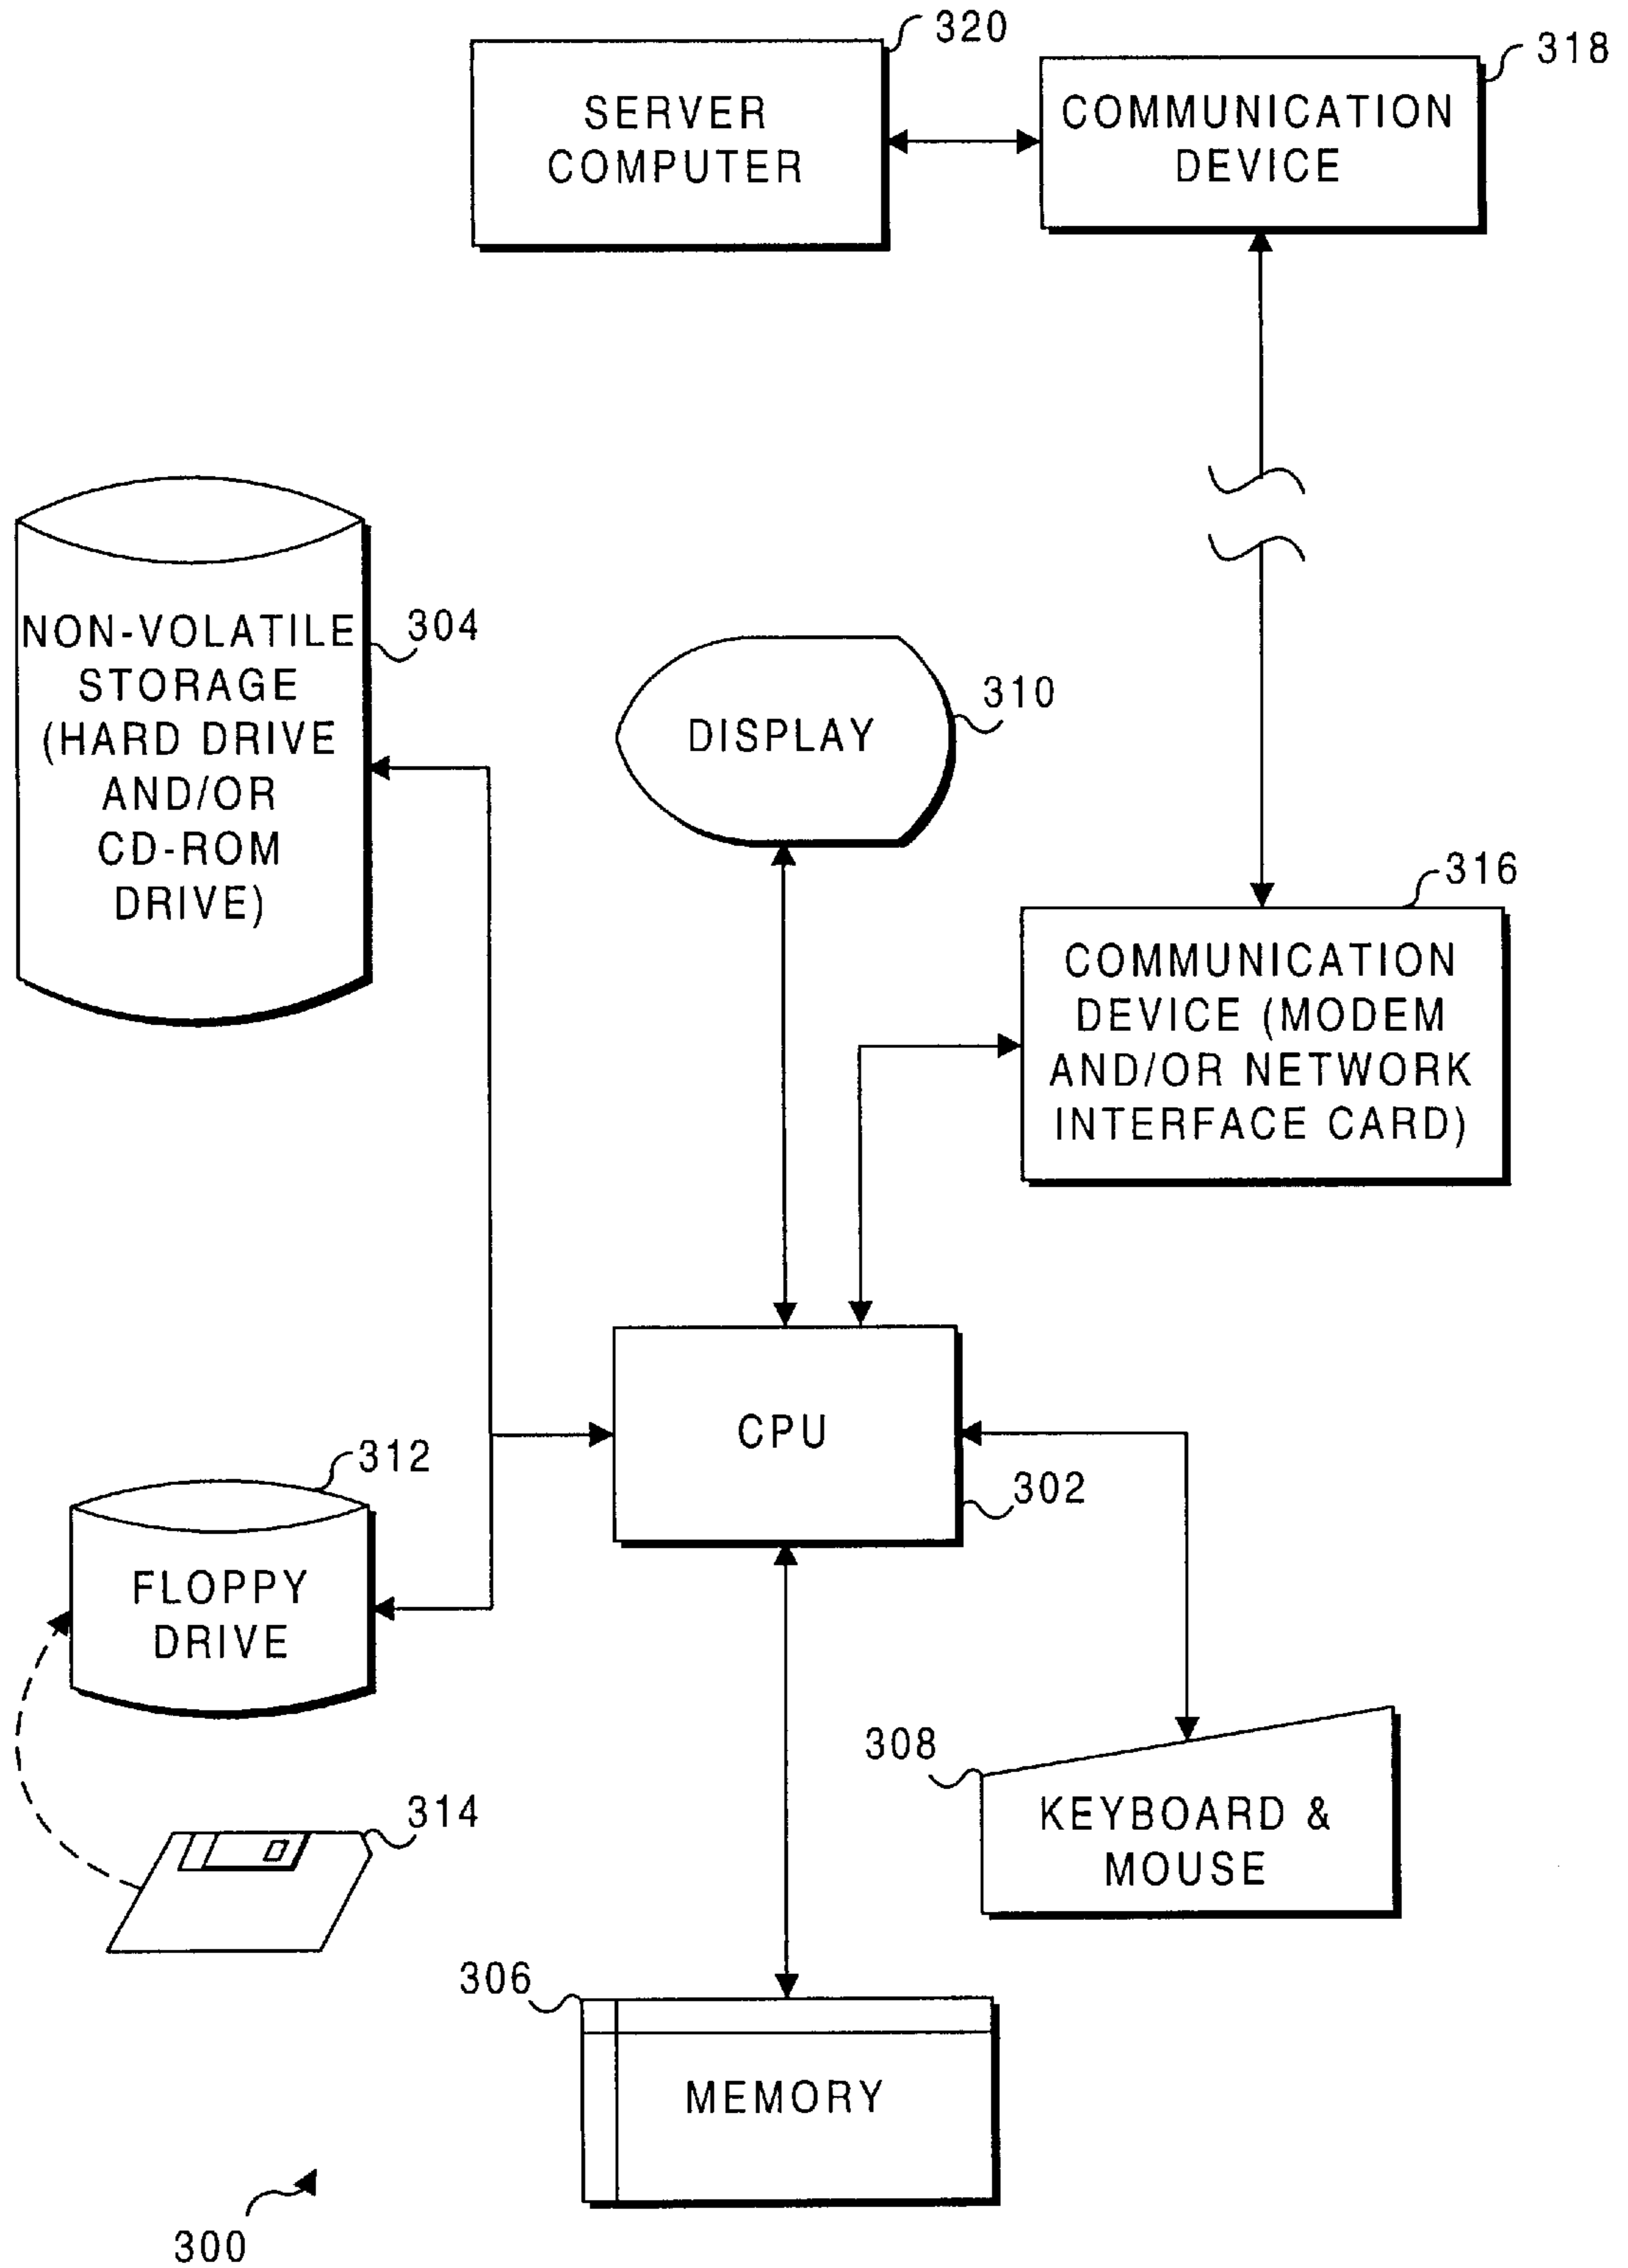 320
SERVER
COMPUTER
318
COMMUNICATION
DEVICE
304
NON-VOLATILE
STORAGE
(HARD DRIVE
AND/OR
CD-ROM
DRIVE)
310
DISPLAY
316
COMMUNICATION
DEVICE (MODEM
AND/OR NETWORK
INTERFACE CARD)
CPU
302
312
FLOPPY
DRIVE
308
KEYBOARD &
MOUSE
314
306
MEMORY
300